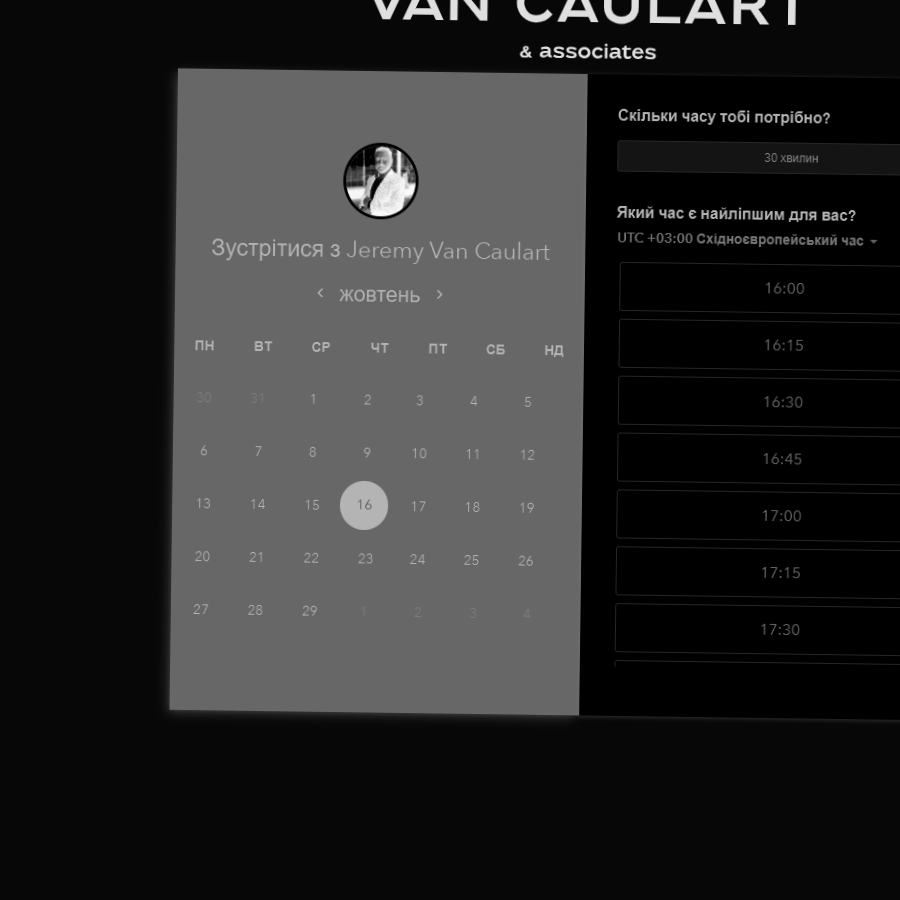 VAN CAULART
& associates
Зустрітися з Jeremy Van Caulart
жовтень
ПН ВТ СР ЧТ ПТ СБ НД
30 31 1 2 3 4 5
6 7 8 9 10 11 12
13 14 15 16 17 18 19
20 21 22 23 24 25 26
27 28 29 1 2 3 4
Скільки часу тобі потрібно?
30 хвилин
Який час є найліпшим для вас?
UTC +03:00 Східноєвропейський час
16:00
16:15
16:30
16:45
17:00
17:15
17:30